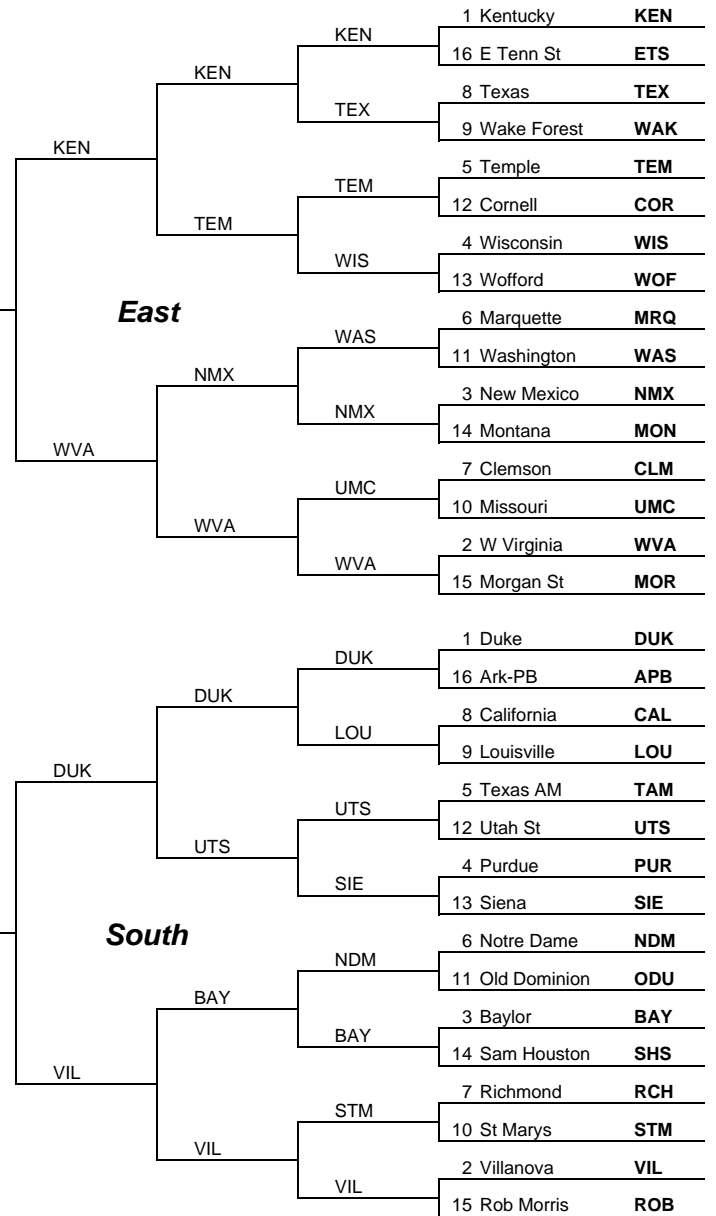 1 Kentucky KEN
KEN
16 E Tenn St ETS
KEN
8 Texas TEX
TEX
9 Wake Forest WAK
KEN
5 Temple TEM
TEM
12 Cornell COR
TEM
4 Wisconsin WIS
WIS
13 Wofford WOF
East
6 Marquette MRQ
WAS
11 Washington WAS
NMX
3 New Mexico NMX
NMX
14 Montana MON
WVA
7 Clemson CLM
UMC
10 Missouri UMC
WVA
2 W Virginia WVA
WVA
15 Morgan St MOR
1 Duke DUK
DUK
16 Ark-PB APB
DUK
8 California CAL
LOU
9 Louisville LOU
DUK
5 Texas AM TAM
UTS
12 Utah St UTS
UTS
4 Purdue PUR
SIE
13 Siena SIE
South
6 Notre Dame NDM
NDM
11 Old Dominion ODU
BAY
3 Baylor BAY
BAY
14 Sam Houston SHS
VIL
7 Richmond RCH
STM
10 St Marys STM
VIL
2 Villanova VIL
VIL
15 Rob Morris ROB